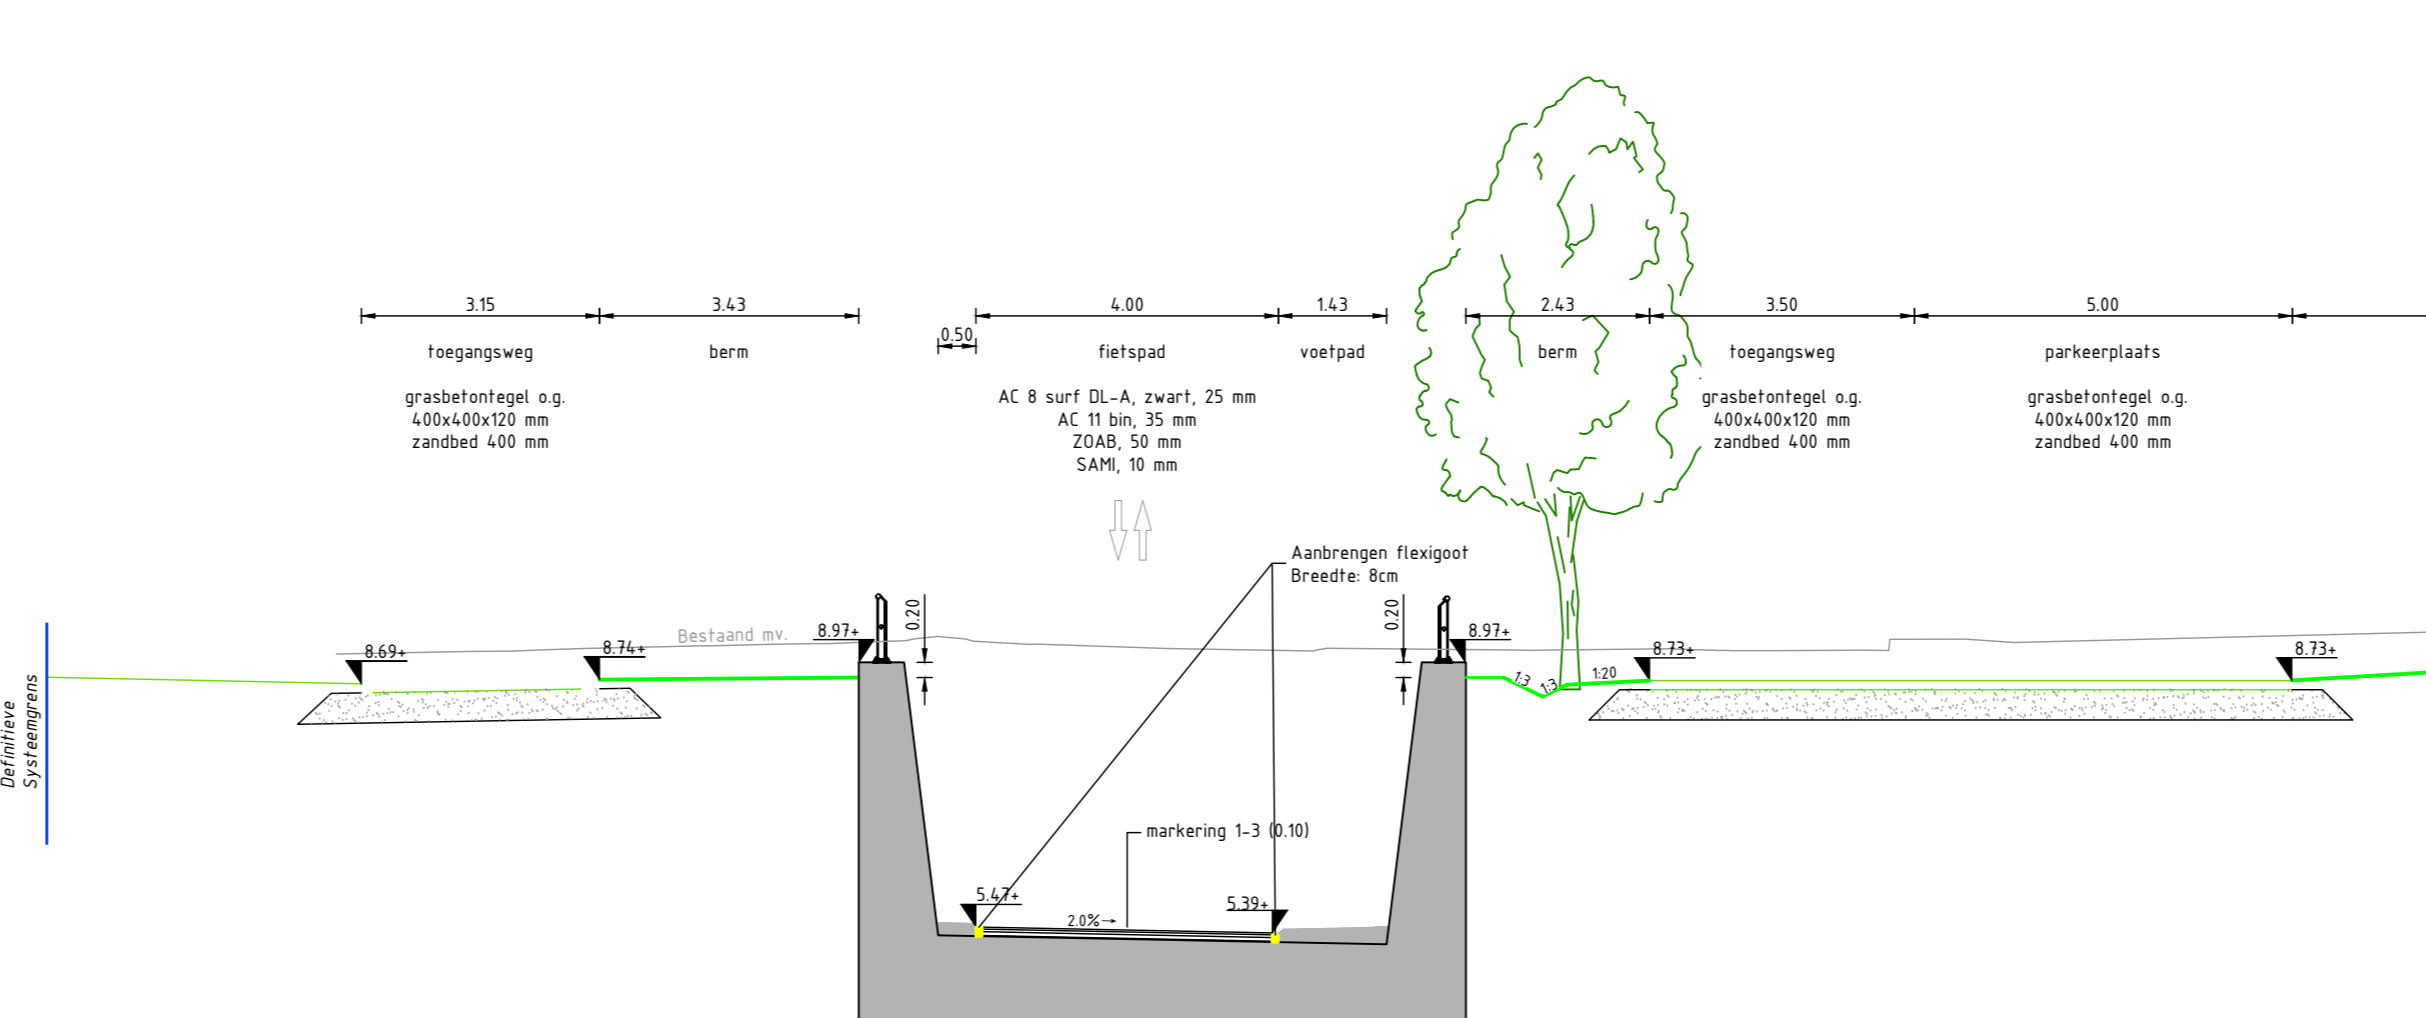 3.15
3.43
0.50
4.00
1.43
2.43
3.50
5.00
toegangsweg
berm
fietspad
voetpad
berm
toegangsweg
parkeerplaats
grasbetontegel o.g.
400x400x120 mm
zandbed 400 mm
AC 8 surf DL-A, zwart, 25 mm
AC 11 bin, 35 mm
ZOAB, 50 mm
SAMI, 10 mm
grasbetontegel o.g.
400x400x120 mm
zandbed 400 mm
grasbetontegel o.g.
400x400x120 mm
zandbed 400 mm
Aanbrengen flexigoot
Breedte: 8cm
Definitieve
Systeemgrens
8.69+
8.74+
Bestaand mv.
8.97+
0.20
0.20
8.97+
1:3
1:3
1:20
8.73+
8.73+
markering 1-3 (0.10)
5.47+
2.0%→
5.39+